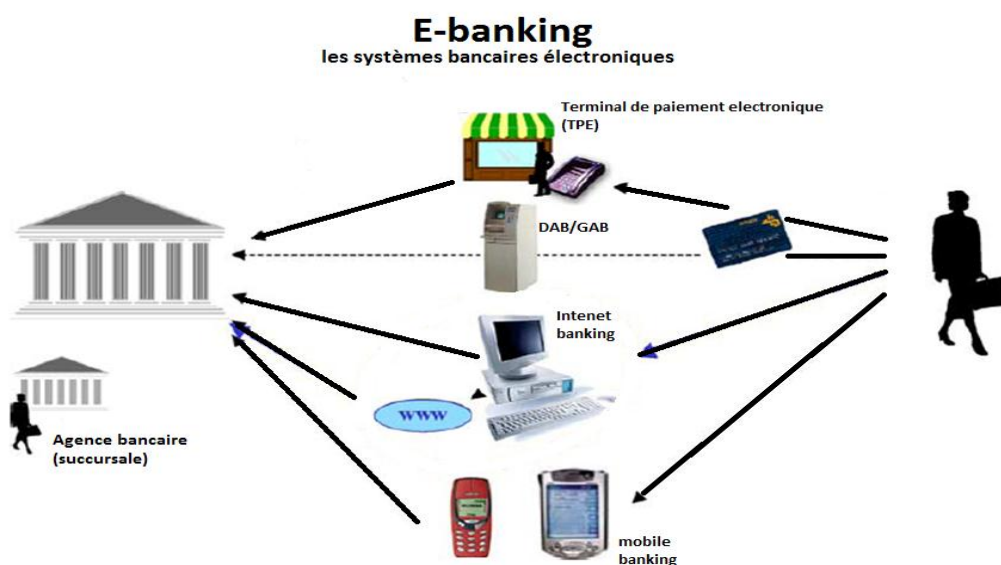 E-banking
les systèmes bancaires électroniques
Terminal de paiement electronique
(TPE)
DAB/GAB
Intenet
banking
WWW
Agence bancaire
(succursale)
mobile
banking